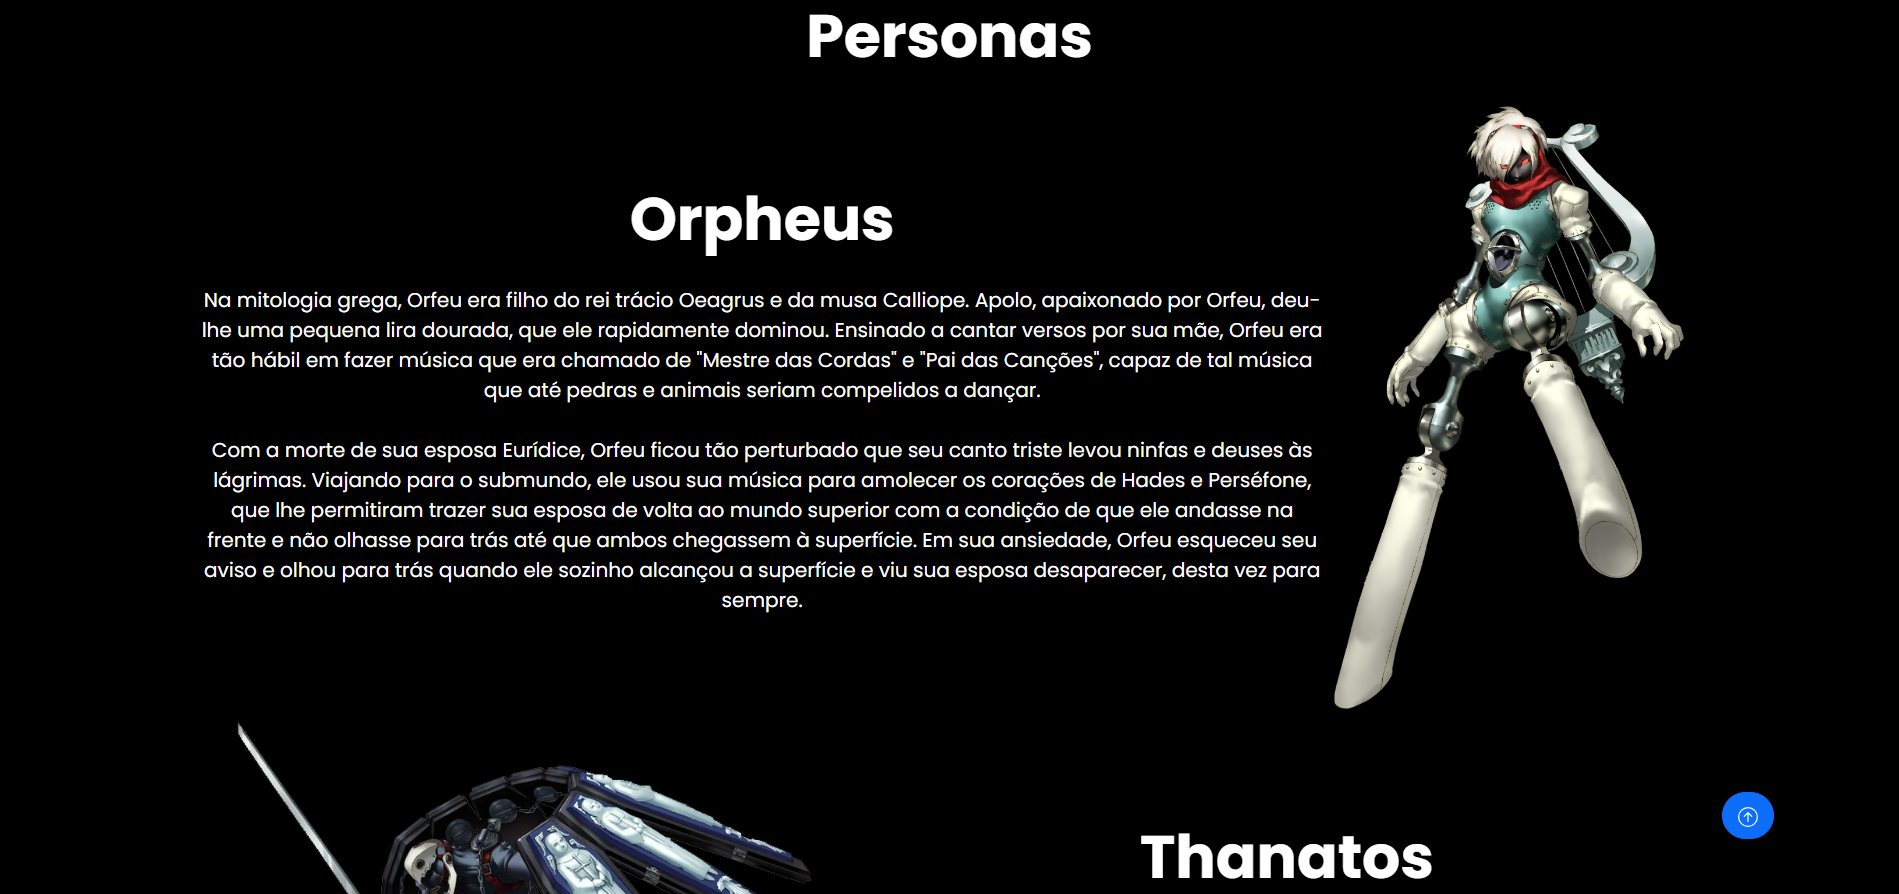 Personas
Orpheus
Na mitologia grega, Orfeu era filho do rei trácio Oeagrus e da musa Calliope. Apolo, apaixonado por Orfeu, deu-
lhe uma pequena lira dourada, que ele rapidamente dominou. Ensinado a cantar versos por sua mãe, Orfeu era
tão hábil em fazer música que era chamado de "Mestre das Cordas" e "Pai das Canções", capaz de tal música
que até pedras e animais seriam compelidos a dançar.
Com a morte de sua esposa Eurídice, Orfeu ficou tão perturbado que seu canto triste levou ninfas e deuses às
lágrimas. Viajando para o submundo, ele usou sua música para amolecer os corações de Hades e Perséfone,
que lhe permitiram trazer sua esposa de volta ao mundo superior com a condição de que ele andasse na
frente e não olhasse para trás até que ambos chegassem à superfície. Em sua ansiedade, Orfeu esqueceu seu
aviso e olhou para trás quando ele sozinho alcançou a superfície e viu sua esposa desaparecer, desta vez para
sempre.
Thanatos